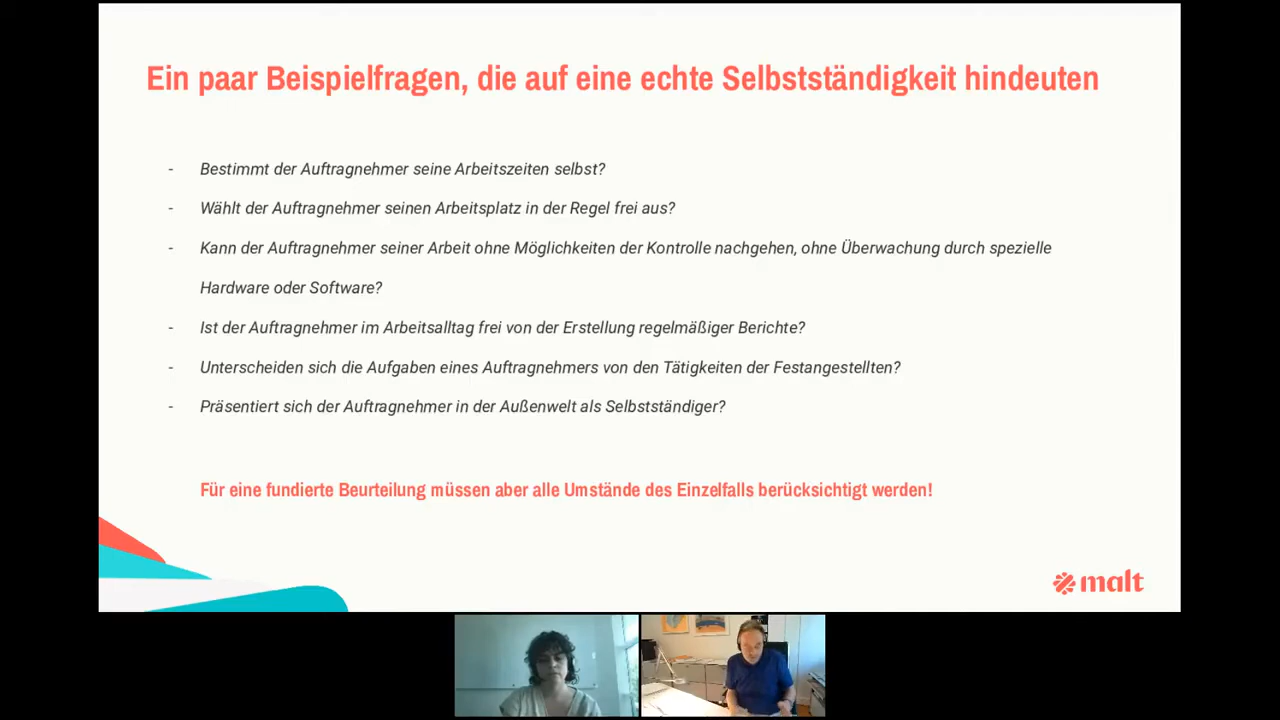 Ein paar Beispielfragen, die auf eine echte Selbstständigkeit hindeuten
- Bestimmt der Auftragnehmer seine Arbeitszeiten selbst?
- Wählt der Auftragnehmer seinen Arbeitsplatz in der Regel frei aus?
- Kann der Auftragnehmer seiner Arbeit ohne Möglichkeiten der Kontrolle nachgehen, ohne Überwachung durch spezielle
Hardware oder Software?
- Ist der Auftragnehmer im Arbeitsalltag frei von der Erstellung regelmäßiger Berichte?
- Unterscheiden sich die Aufgaben eines Auftragnehmers von den Tätigkeiten der Festangestellten?
- Präsentiert sich der Auftragnehmer in der Außenwelt als Selbstständiger?
Für eine fundierte Beurteilung müssen aber alle Umstände des Einzelfalls berücksichtigt werden!
malt